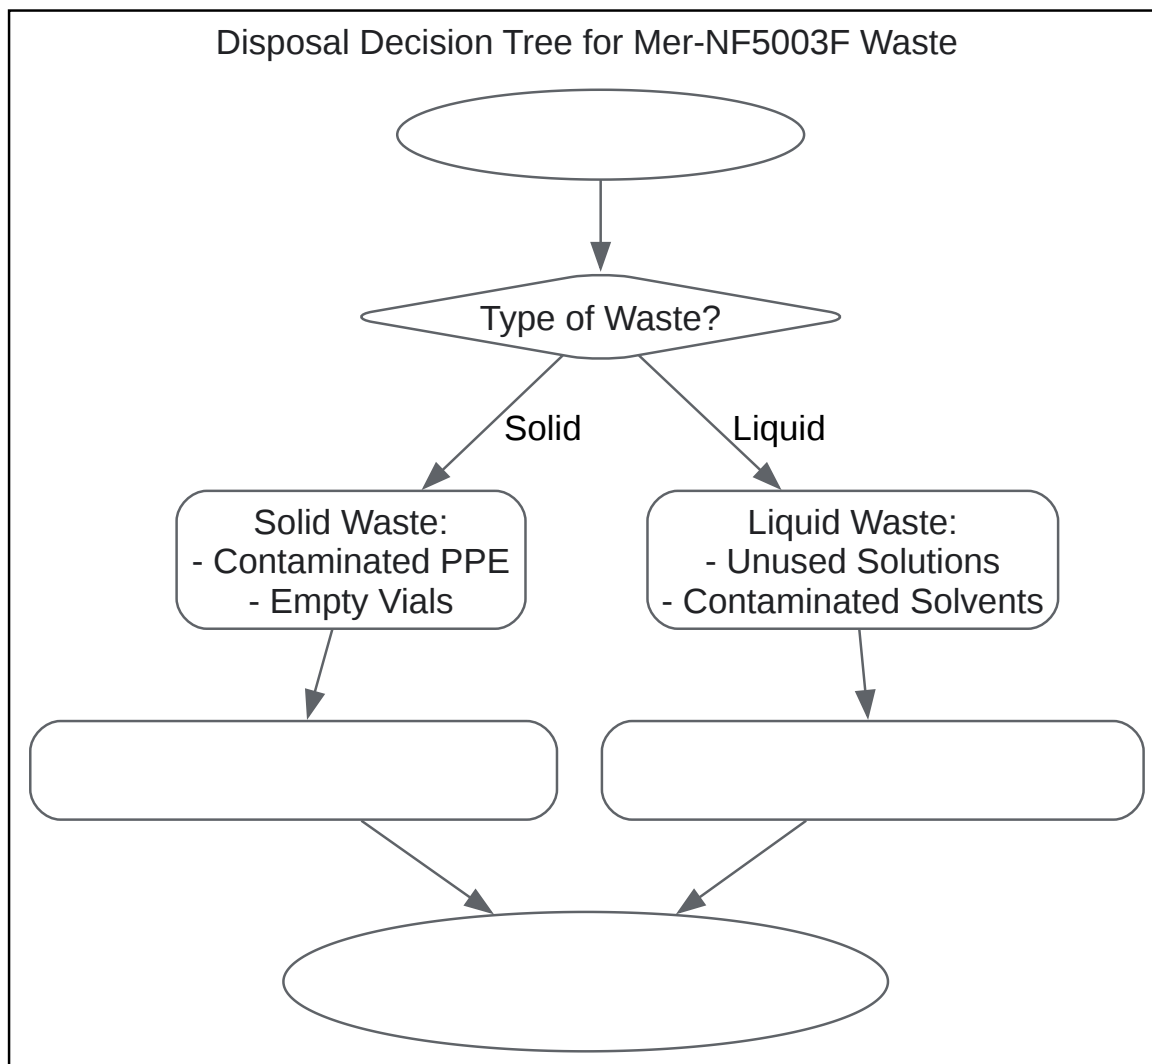 Disposal Decision Tree for Mer-NF5003F Waste
Type of Waste?
Solid
Liquid
Solid Waste:
- Contaminated PPE
- Empty Vials
Liquid Waste:
- Unused Solutions
- Contaminated Solvents